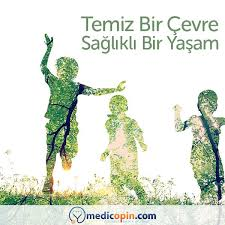 Temiz Bir Çevre
Sağlıklı Bir Yaşam
medicopin.com